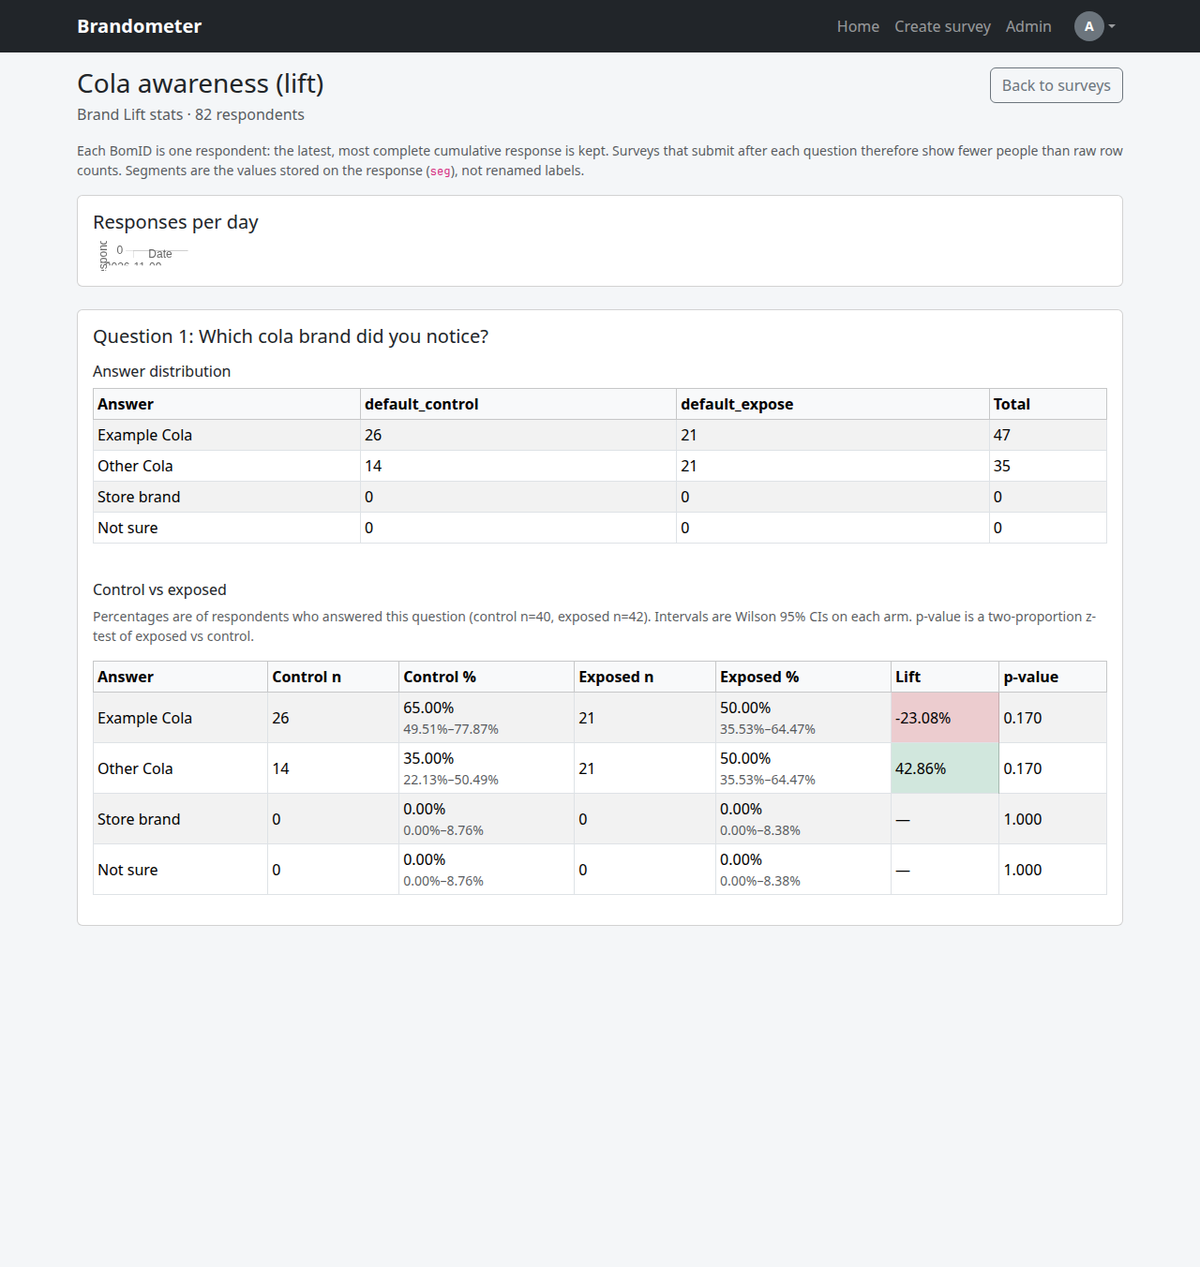 Brandometer
Home Create survey Admin A
Cola awareness (lift)
Back to surveys
Brand Lift stats · 82 respondents
Each BomID is one respondent: the latest, most complete cumulative response is kept. Surveys that submit after each question therefore show fewer people than raw row
counts. Segments are the values stored on the response (seg), not renamed labels.
Responses per day
0
Date
Question 1: Which cola brand did you notice?
Answer distribution
Answer default_control default_expose Total
Example Cola 26 21 47
Other Cola 14 21 35
Store brand 0 0 0
Not sure 0 0 0
Control vs exposed
Percentages are of respondents who answered this question (control n=40, exposed n=42). Intervals are Wilson 95% CIs on each arm. p-value is a two-proportion z-
test of exposed vs control.
Answer Control n Control % Exposed n Exposed % Lift p-value
Example Cola 26 65.00% 21 50.00% -23.08% 0.170
49.51%–77.87% 35.53%–64.47%
Other Cola 14 35.00% 21 50.00% 42.86% 0.170
22.13%–50.49% 35.53%–64.47%
Store brand 0 0.00% 0 0.00% — 1.000
0.00%–8.76% 0.00%–8.38%
Not sure 0 0.00% 0 0.00% — 1.000
0.00%–8.76% 0.00%–8.38%